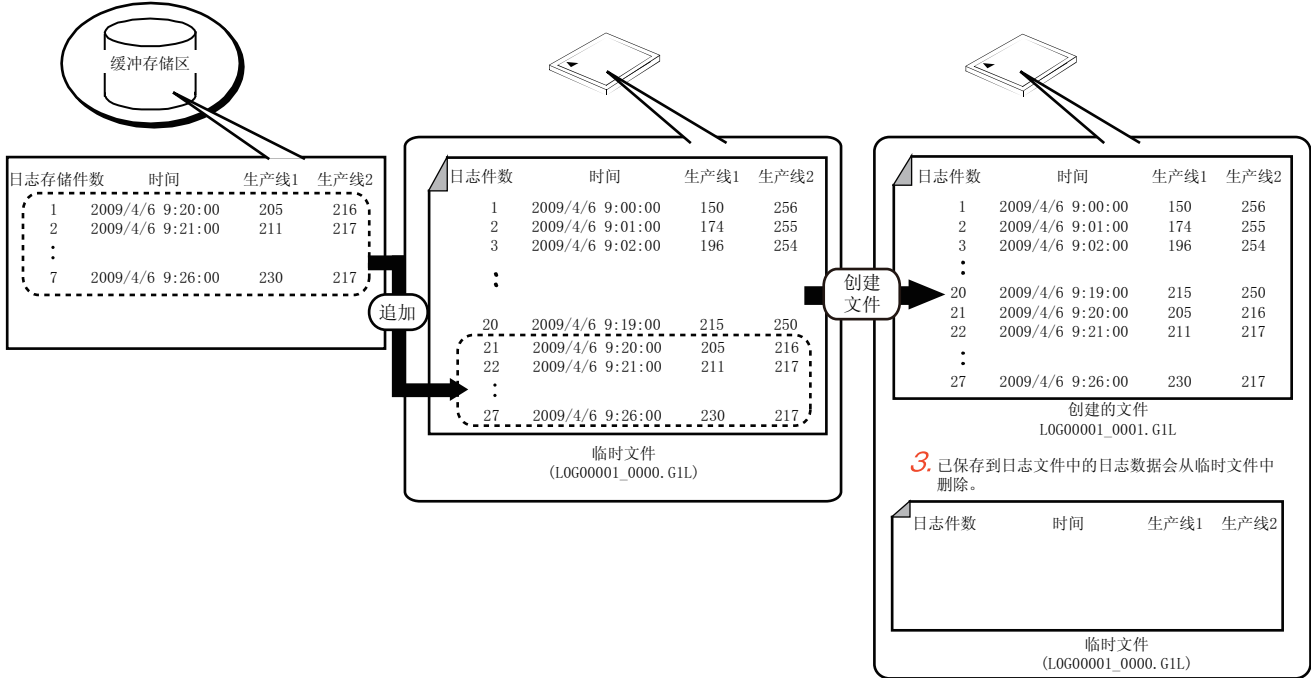 缓冲存储区
日志存储件数 时间 生产线1 生产线2
1 2009/4/6 9:20:00 205 216
2 2009/4/6 9:21:00 211 217
7 2009/4/6 9:26:00 230 217
追加
日志件数 时间 生产线1 生产线2
1 2009/4/6 9:00:00 150 256
2 2009/4/6 9:01:00 174 255
3 2009/4/6 9:02:00 196 254
20 2009/4/6 9:19:00 215 250
21 2009/4/6 9:20:00 205 216
22 2009/4/6 9:21:00 211 217
27 2009/4/6 9:26:00 230 217
临时文件
(LOG00001_0000.G1L)
创建
文件
日志件数 时间 生产线1 生产线2
1 2009/4/6 9:00:00 150 256
2 2009/4/6 9:01:00 174 255
3 2009/4/6 9:02:00 196 254
20 2009/4/6 9:19:00 215 250
21 2009/4/6 9:20:00 205 216
22 2009/4/6 9:21:00 211 217
27 2009/4/6 9:26:00 230 217
创建的文件
LOG00001_0001.G1L
3. 已保存到日志文件中的日志数据会从临时文件中
删除。
日志件数 时间 生产线1 生产线2
临时文件
(LOG00001_0000.G1L)